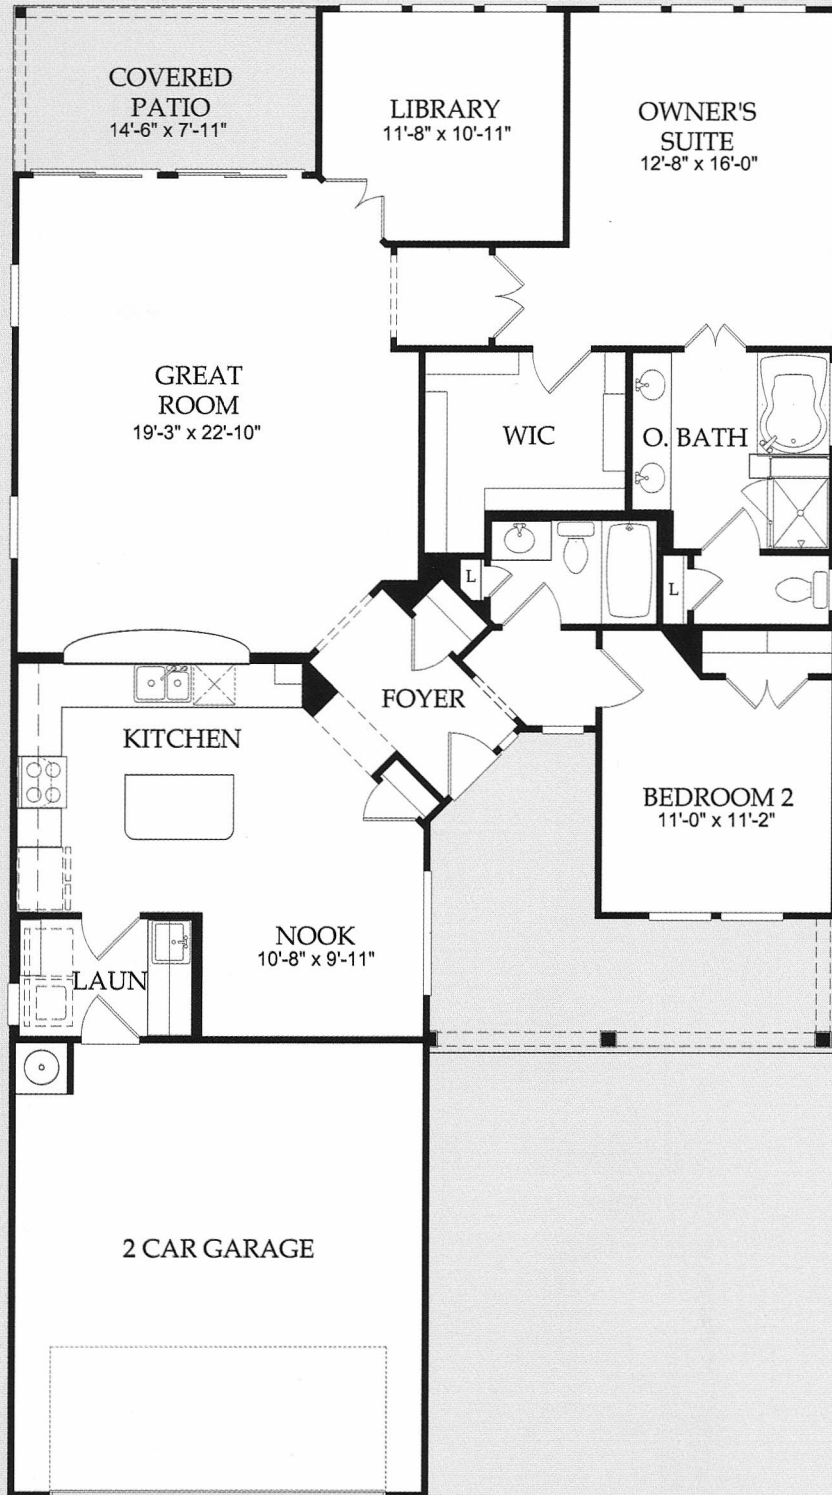 COVERED
PATIO
14'-6" x 7'-11"
LIBRARY
11'-8" x 10'-11"
OWNER'S
SUITE
12'-8" x 16'-0"
GREAT
ROOM
19'-3" x 22'-10"
WIC
O. BATH
L
L
FOYER
KITCHEN
BEDROOM 2
11'-0" x 11'-2"
NOOK
10'-8" x 9'-11"
LAUN
2 CAR GARAGE